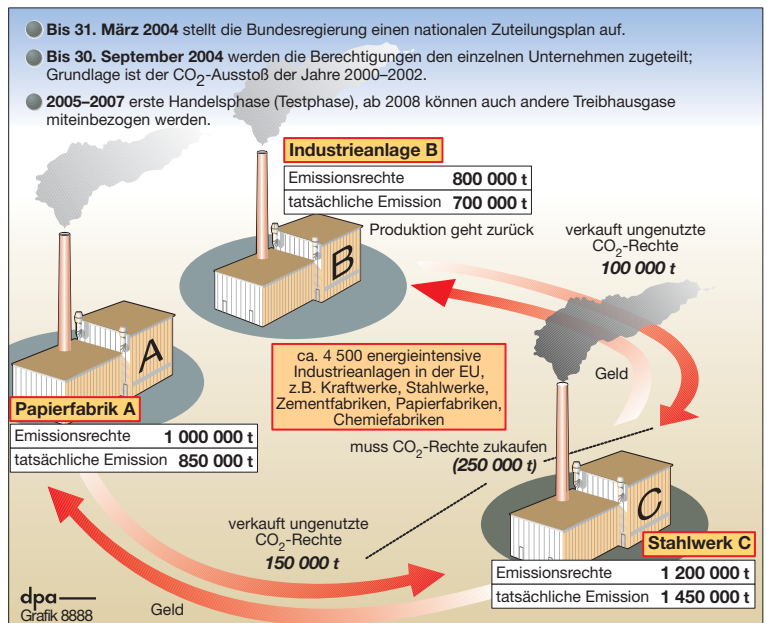 Bis 31. März 2004 stellt die Bundesregierung einen nationalen Zuteilungsplan auf.
Bis 30. September 2004 werden die Berechtigungen den einzelnen Unternehmen zugeteilt;
Grundlage ist der CO2-Ausstoß der Jahre 2000–2002.
2005–2007 erste Handelsphase (Testphase), ab 2008 können auch andere Treibhausgase
miteinbezogen werden.
Industrieanlage B
Emissionsrechte 800 000 t
tatsächliche Emission 700 000 t
Produktion geht zurück
verkauft ungenutzte
CO2-Rechte
100 000 t
B
A
ca. 4 500 energieintensive
Industrieanlagen in der EU,
z.B. Kraftwerke, Stahlwerke,
Zementfabriken, Papierfabriken,
Chemiefabriken
Geld
Papierfabrik A
Emissionsrechte 1 000 000 t
tatsächliche Emission 850 000 t
muss CO2-Rechte zukaufen
(250 000 t)
C
verkauft ungenutzte
CO2-Rechte
150 000 t
Stahlwerk C
Emissionsrechte 1 200 000 t
tatsächliche Emission 1 450 000 t
Geld
dpa
Grafik 8888